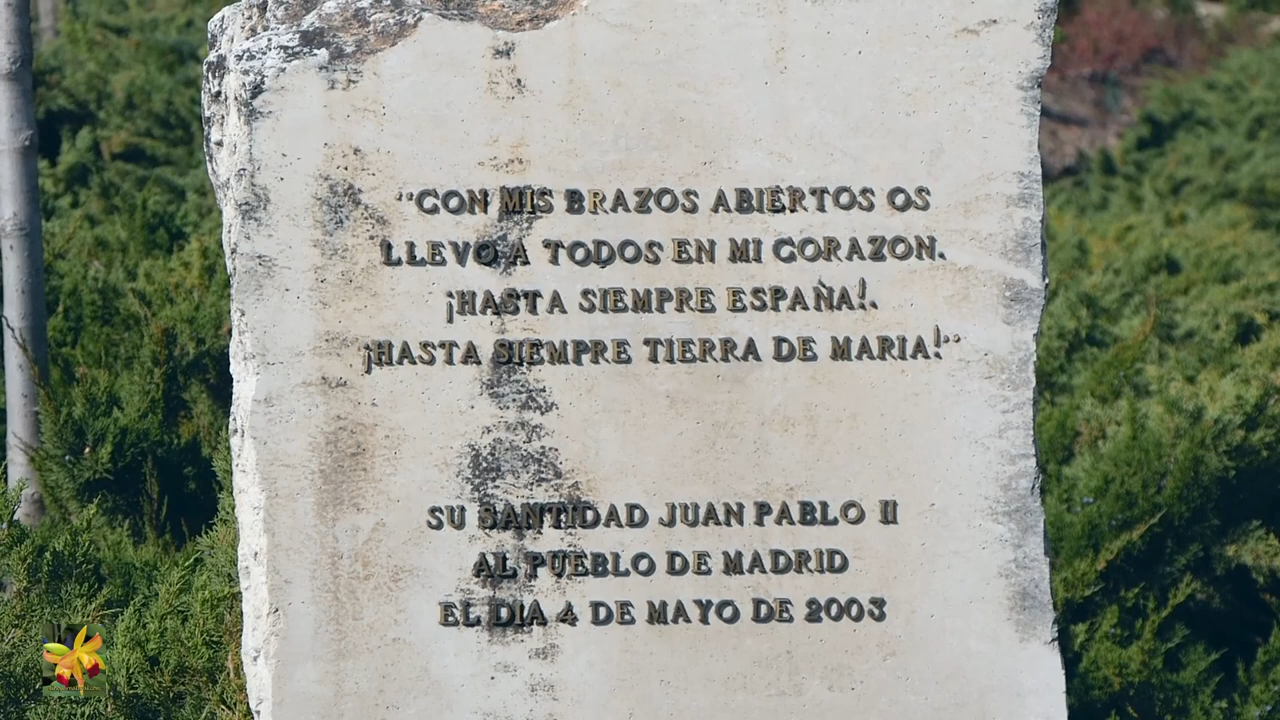 "CON MIS BRAZOS ABIERTOS OS
LLEVO A TODOS EN MI CORAZON.
¡HASTA SIEMPRE ESPAÑA!.
¡HASTA SIEMPRE TIERRA DE MARIA!"
SU SANTIDAD JUAN PABLO II
AL PUEBLO DE MADRID
EL DIA 4 DE MAYO DE 2003